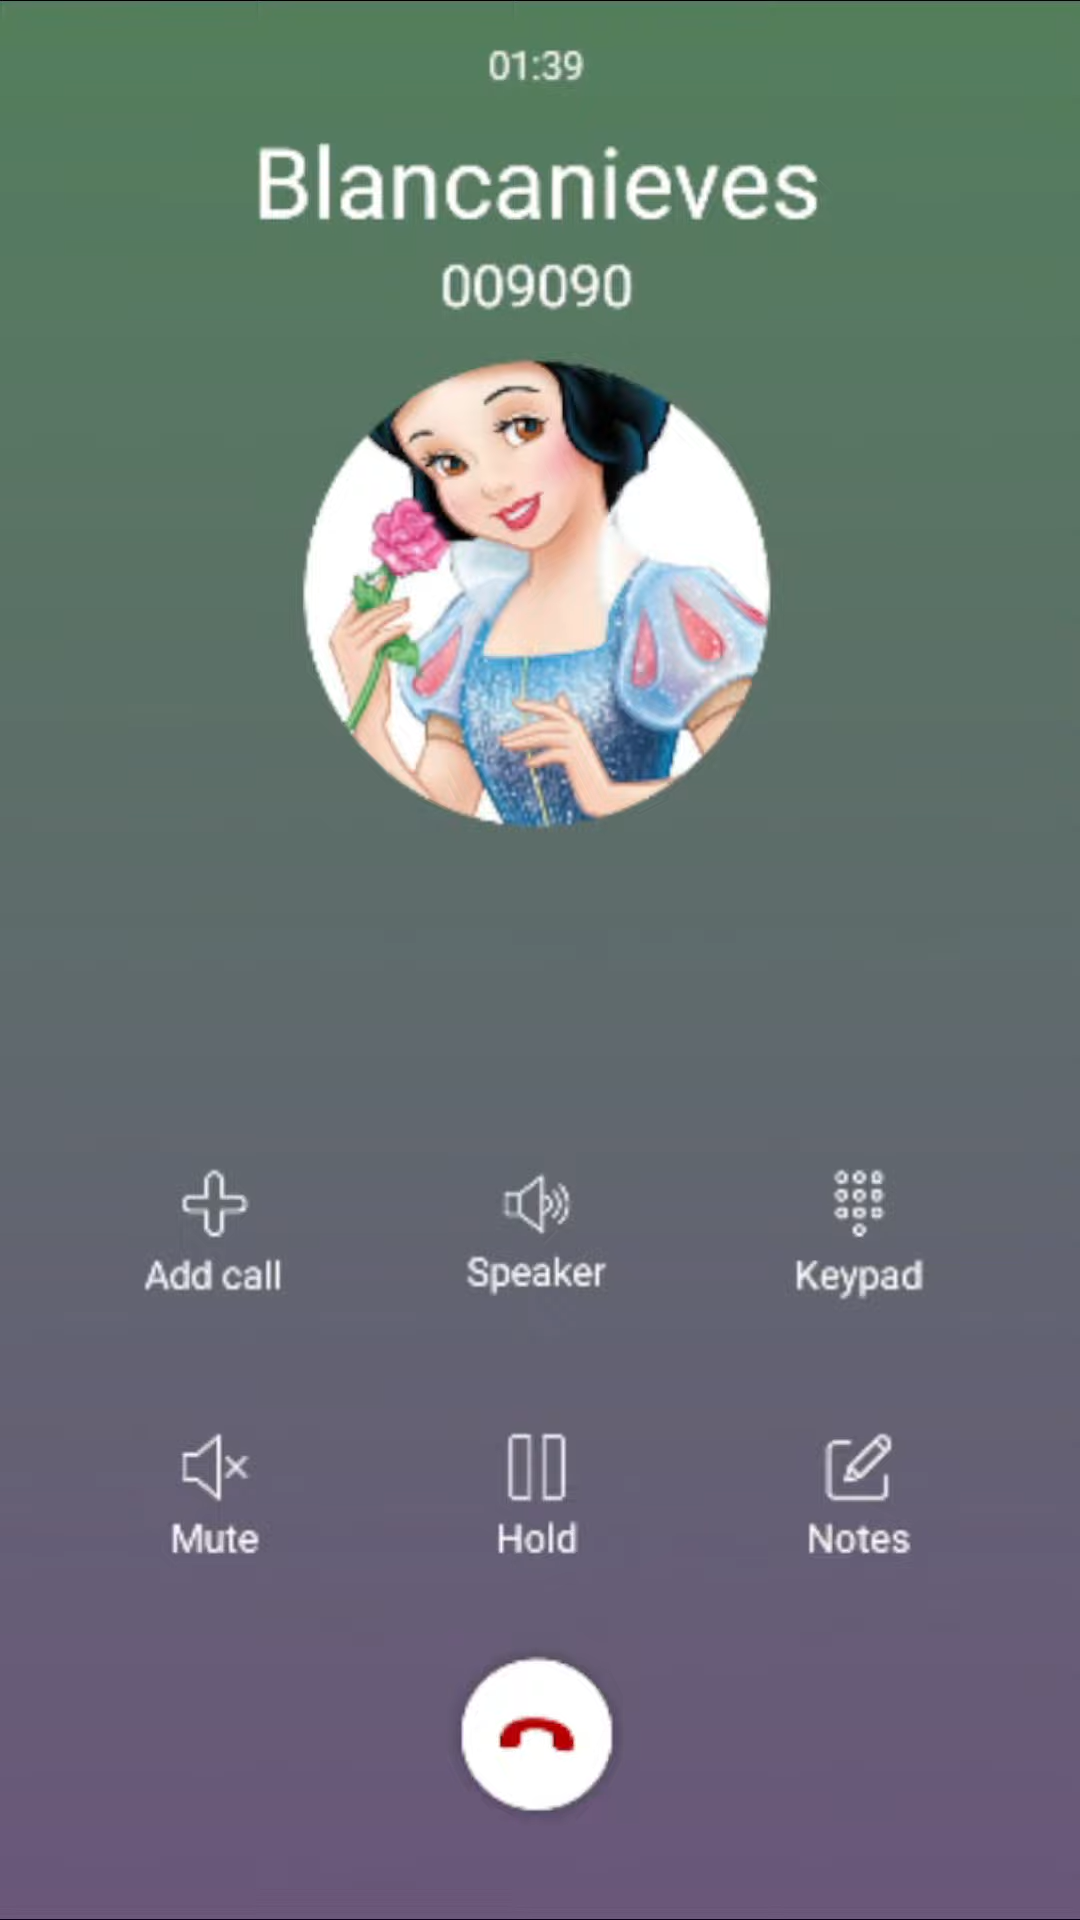 01:39
Blancanieves
009090
Add call
Speaker
Keypad
Mute
Hold
Notes